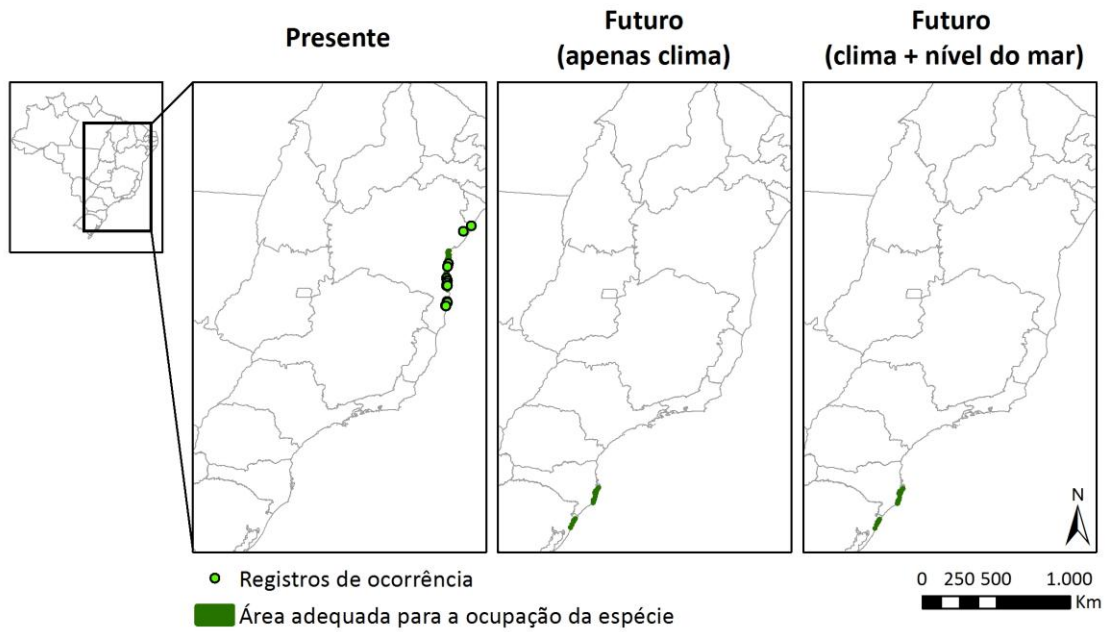 Presente
Futuro
(apenas clima)
Futuro
(clima + nível do mar)
N
Registros de ocorrência
Área adequada para a ocupação da espécie
0 250 500 1.000
Km